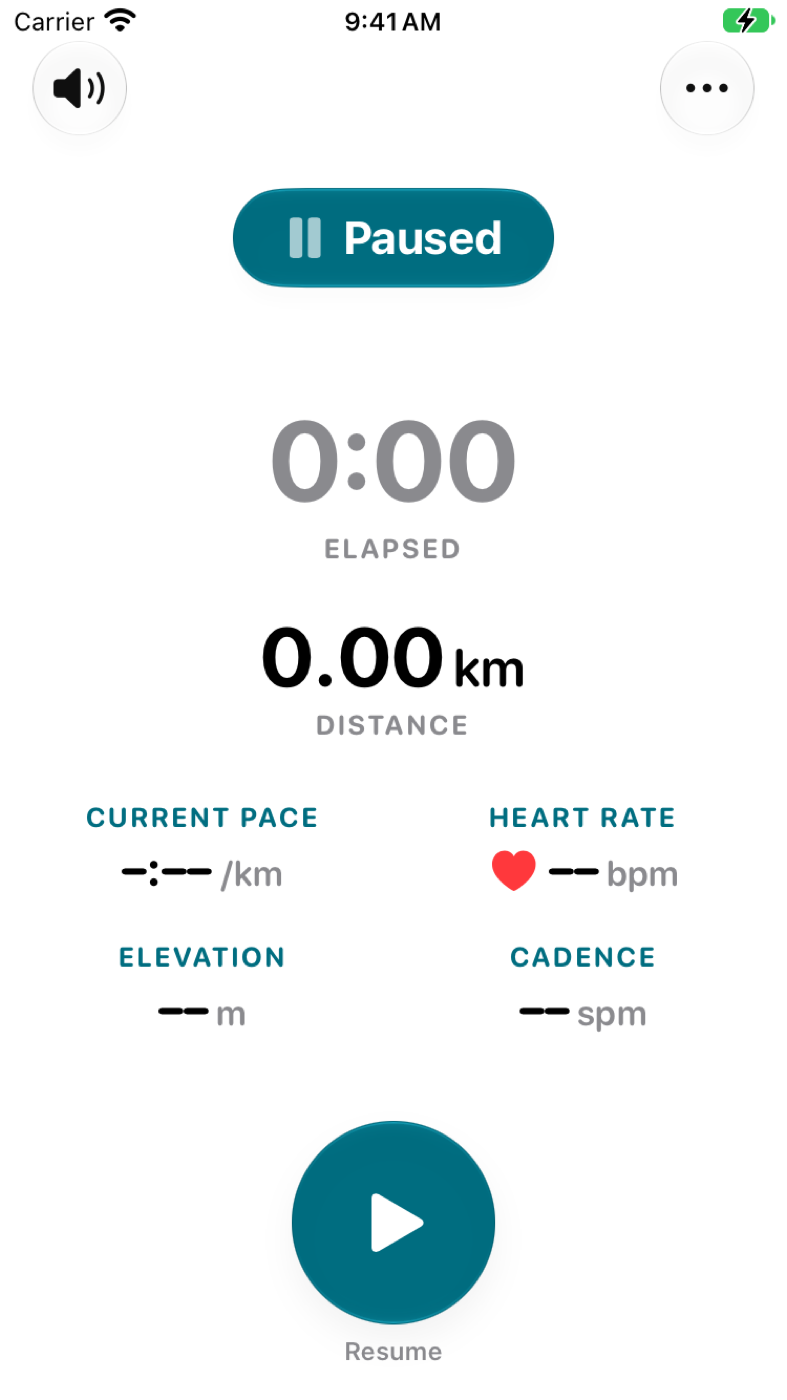 Carrier 9:41 AM
Paused
0:00
ELAPSED
0.00 km
DISTANCE
CURRENT PACE HEART RATE
–:–– /km –– bpm
ELEVATION CADENCE
–– m –– spm
Resume